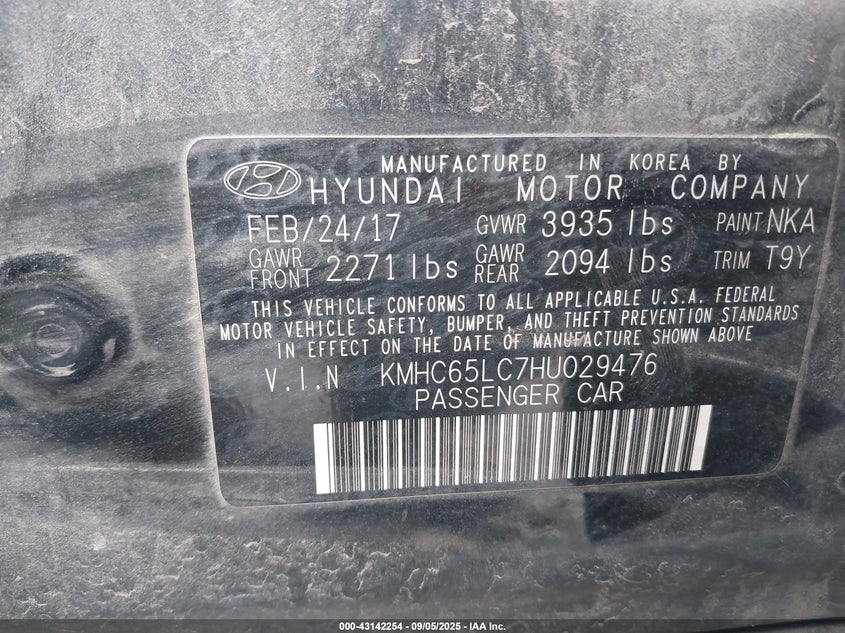 MANUFACTURED IN KOREA BY
HYUNDAI MOTOR COMPANY
FEB/24/17 GVWR 3935 lbs PAINT NKA
GAWR FRONT 2271 lbs GAWR REAR 2094 lbs TRIM T9Y
THIS VEHICLE CONFORMS TO ALL APPLICABLE U.S.A. FEDERAL
MOTOR VEHICLE SAFETY, BUMPER, AND THEFT PREVENTION STANDARDS
IN EFFECT ON THE DATE OF MANUFACTURE SHOWN ABOVE
V.I.N KMHC65LC7HU029476
PASSENGER CAR
000-43142254 - 09/05/2025 - IAA Inc.